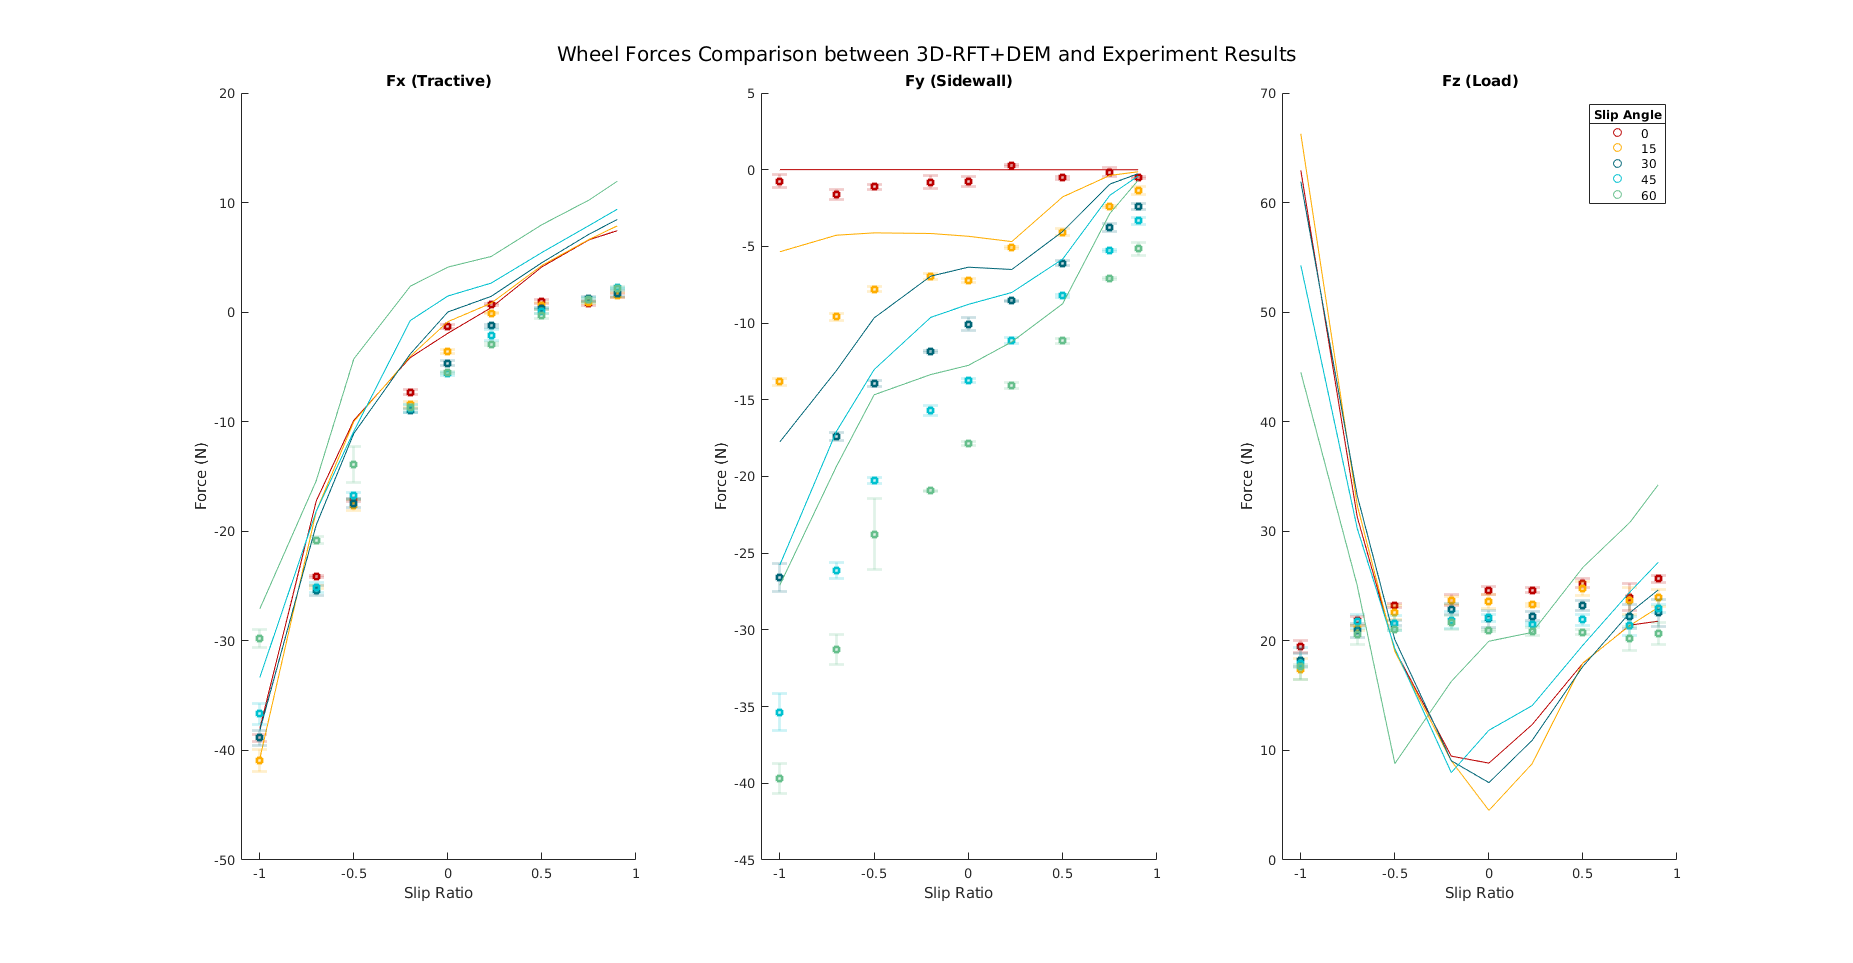 Wheel Forces Comparison between 3D-RFT+DEM and Experiment Results
Fx (Tractive)
20
10
0
-10
-20
-30
-40
-50
Force (N)
-1 -0.5 0 0.5 1
Slip Ratio
Fy (Sidewall)
5
0
-5
-10
-15
-20
-25
-30
-35
-40
-45
Force (N)
-1 -0.5 0 0.5 1
Slip Ratio
Fz (Load)
70
60
50
40
30
20
10
0
Force (N)
-1 -0.5 0 0.5 1
Slip Ratio
Slip Angle
0
15
30
45
60